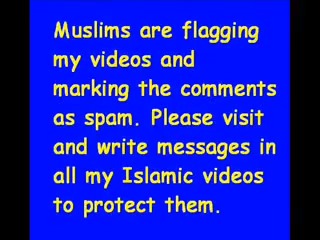 Muslims are flagging
my videos and
marking the comments
as spam. Please visit
and write messages in
all my Islamic videos
to protect them.